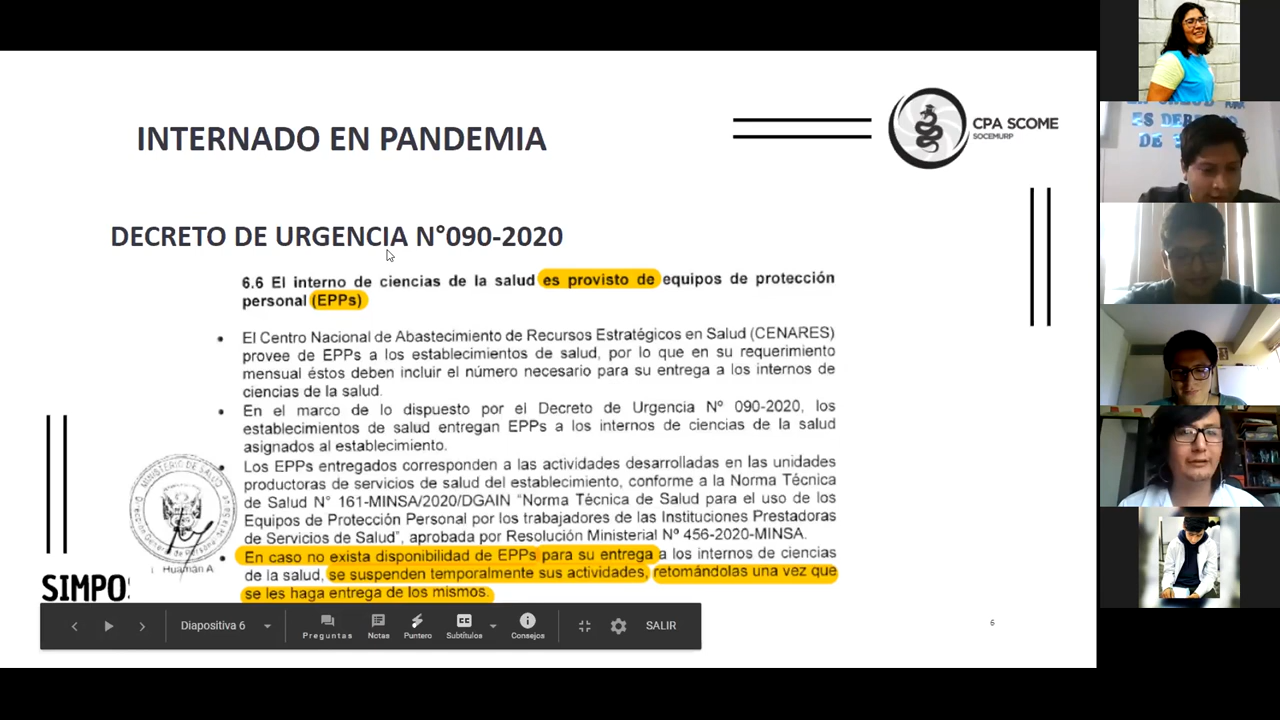 INTERNADO EN PANDEMIA
CPA SCOME
SOCEMURP
DECRETO DE URGENCIA N°090-2020
6.6 El interno de ciencias de la salud es provisto de equipos de protección
personal (EPPs)
• El Centro Nacional de Abastecimiento de Recursos Estratégicos en Salud (CENARES)
provee de EPPs a los establecimientos de salud, por lo que en su requerimiento
mensual éstos deben incluir el número necesario para su entrega a los internos de
ciencias de la salud.
• En el marco de lo dispuesto por el Decreto de Urgencia Nº 090-2020, los
establecimientos de salud entregan EPPs a los internos de ciencias de la salud
asignados al establecimiento.
• Los EPPs entregados corresponden a las actividades desarrolladas en las unidades
productoras de servicios de salud del establecimiento, conforme a la Norma Técnica
de Salud N° 161-MINSA/2020/DGAIN "Norma Técnica de Salud para el uso de los
Equipos de Protección Personal por los trabajadores de las Instituciones Prestadoras
de Servicios de Salud", aprobada por Resolución Ministerial Nº 456-2020-MINSA.
• En caso no exista disponibilidad de EPPs para su entrega a los internos de ciencias
de la salud, se suspenden temporalmente sus actividades, retomándolas una vez que
se les haga entrega de los mismos.
MINISTERIO DE SALUD
Huamán A
SIMPOS
Diapositiva 6
Preguntas
Notas
Puntero
Subtítulos
Consejos
SALIR
6
ES DERECHO
DE